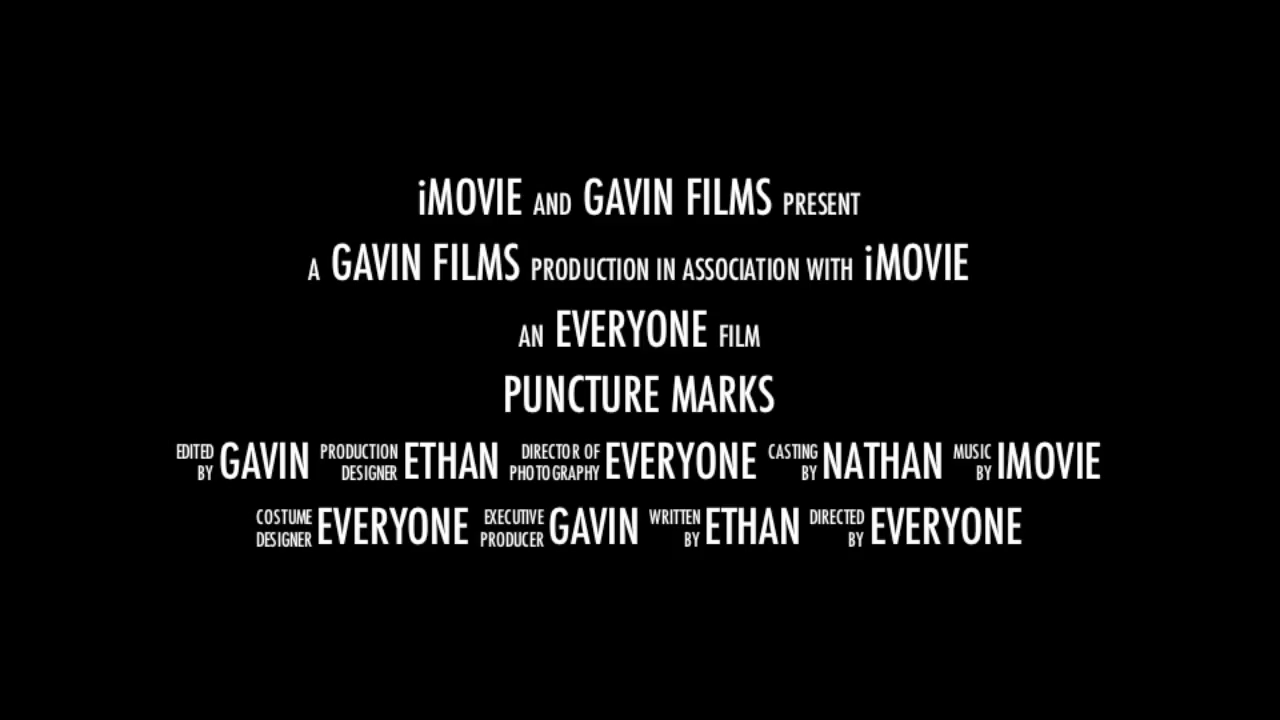 iMOVIE AND GAVIN FILMS PRESENT
A GAVIN FILMS PRODUCTION IN ASSOCIATION WITH iMOVIE
AN EVERYONE FILM
PUNCTURE MARKS
EDITED BY GAVIN PRODUCTION DESIGNER ETHAN DIRECTOR OF PHOTOGRAPHY EVERYONE CASTING BY NATHAN MUSIC BY IMOVIE
COSTUME DESIGNER EVERYONE EXECUTIVE PRODUCER GAVIN WRITTEN BY ETHAN DIRECTED BY EVERYONE